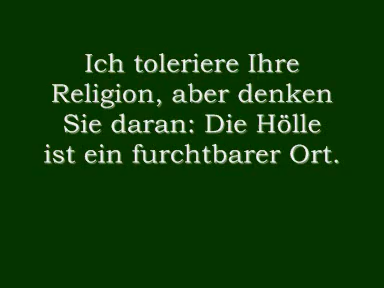 Ich toleriere Ihre
Religion, aber denken
Sie daran: Die Hölle
ist ein furchtbarer Ort.